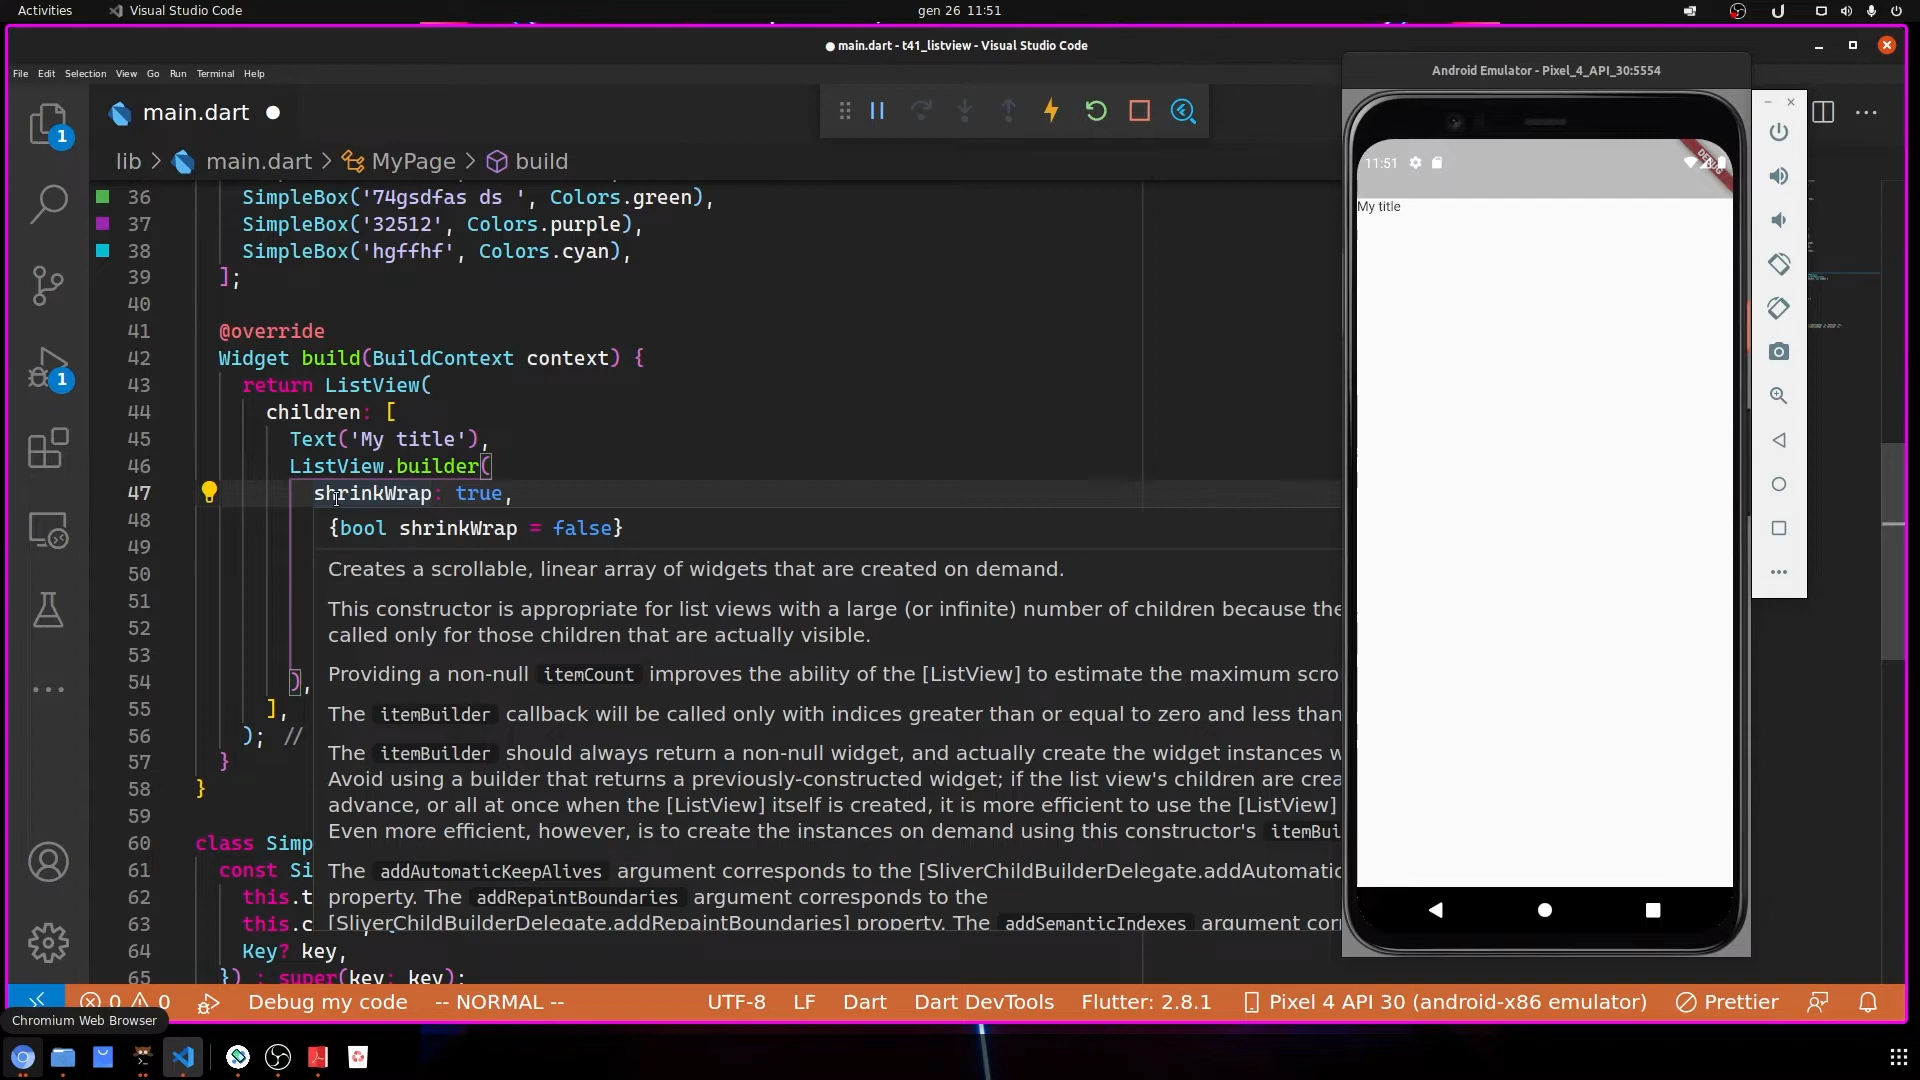 Activities
Visual Studio Code
gen 26 11:51
● main.dart - t41_listview - Visual Studio Code
File Edit Selection View Go Run Terminal Help
main.dart
lib > main.dart > MyPage > build
36 SimpleBox('74gsdfas ds ', Colors.green),
37 SimpleBox('32512', Colors.purple),
38 SimpleBox('hgffhf', Colors.cyan),
39 ];
40
41 @override
42 Widget build(BuildContext context) {
43 return ListView(
44 children: [
45 Text('My title'),
46 ListView.builder(
47 shrinkWrap: true,
48 {bool shrinkWrap = false}
49 Creates a scrollable, linear array of widgets that are created on demand.
50
51 This constructor is appropriate for list views with a large (or infinite) number of children because the
52 called only for those children that are actually visible.
53 Providing a non-null itemCount improves the ability of the [ListView] to estimate the maximum scro
54 ),
The itemBuilder callback will be called only with indices greater than or equal to zero and less than
55 ],
56 ); //
The itemBuilder should always return a non-null widget, and actually create the widget instances w
57 }
Avoid using a builder that returns a previously-constructed widget; if the list view's children are crea
58 }
advance, or all at once when the [ListView] itself is created, it is more efficient to use the [ListView]
59
Even more efficient, however, is to create the instances on demand using this constructor's itemBui
60 class Simp
The addAutomaticKeepAlives argument corresponds to the [SliverChildBuilderDelegate.addAutomatic
61 const Si
property. The addRepaintBoundaries argument corresponds to the
62 this.t
[SliverChildBuilderDelegate.addRepaintBoundaries] property. The addSemanticIndexes argument cor
63 this.c
64 Key? key,
65 }) : super(key: key);
1
1
Android Emulator - Pixel_4_API_30:5554
11:51
DEBUG
My title
0 0 Debug my code -- NORMAL -- UTF-8 LF Dart Dart DevTools Flutter: 2.8.1 Pixel 4 API 30 (android-x86 emulator) Prettier
Chromium Web Browser